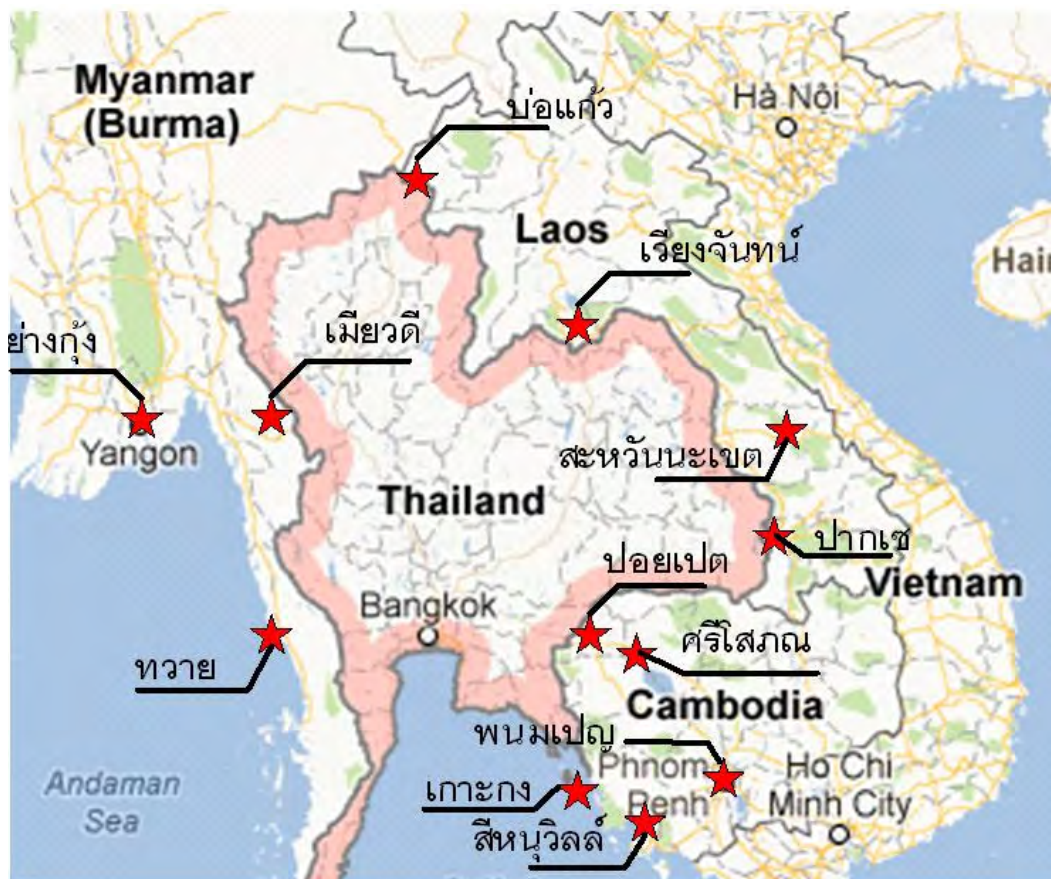 Myanmar
(Burma)
บ่อแก้ว
Hà Nội
Laos
เวียงจันทน์
ย่างกุ้ง
เมียวดี
Yangon
สะหวันนะเขต
Thailand
ปากเซ
ปอยเปต
Vietnam
Bangkok
ศรีโสภณ
ทวาย
Cambodia
พนมเปญ
Phnom
Penh
Ho Chi
Minh City
Andaman
Sea
เกาะกง
สีหนุวิลล์